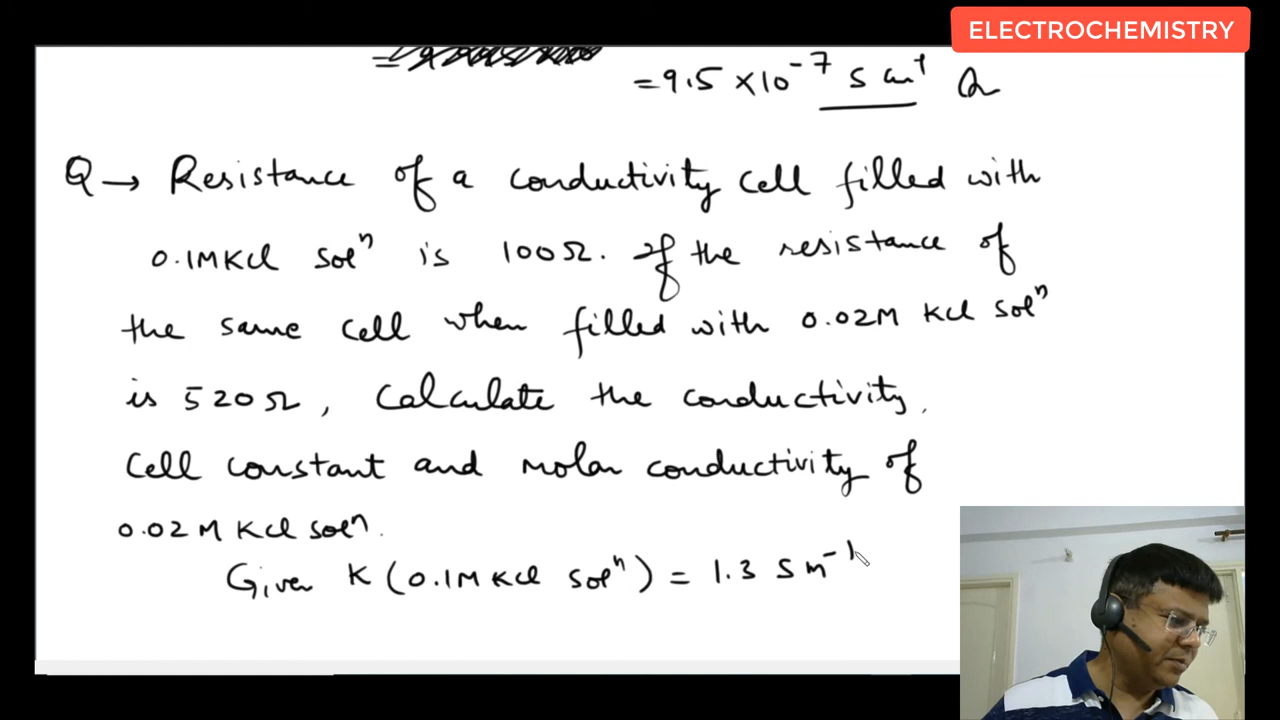 ELECTROCHEMISTRY
= 9.5 × 10⁻⁷ S cm⁻¹
Q → Resistance of a conductivity cell filled with
0.1M KCl solⁿ is 100Ω. If the resistance of
the same cell when filled with 0.02M KCl solⁿ
is 520Ω, Calculate the conductivity,
Cell constant and molar conductivity of
0.02 M KCl solⁿ.
Given K (0.1M KCl solⁿ) = 1.3 S m⁻¹